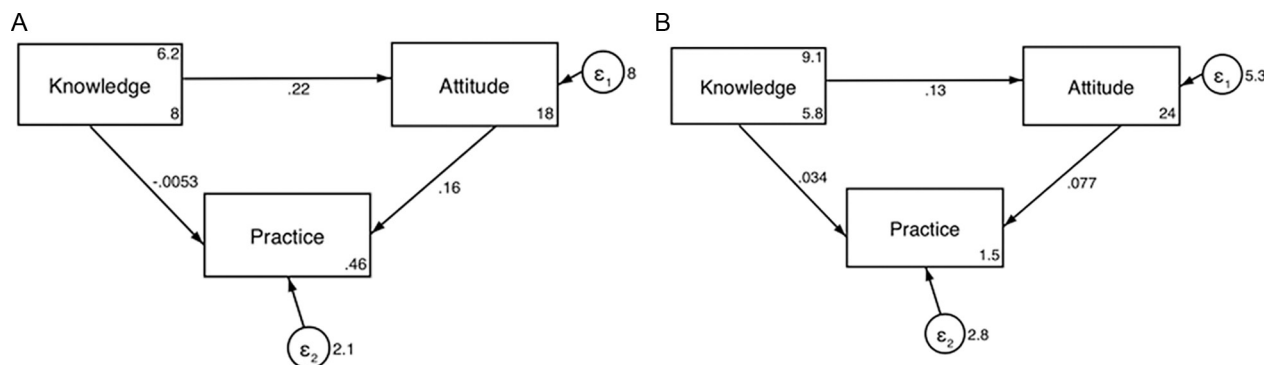 A
6.2
Knowledge
8
.22
Attitude
18
ε1
8
-.0053
.16
Practice
.46
ε2
2.1
B
9.1
Knowledge
5.8
.13
Attitude
24
ε1
5.3
.034
.077
Practice
1.5
ε2
2.8